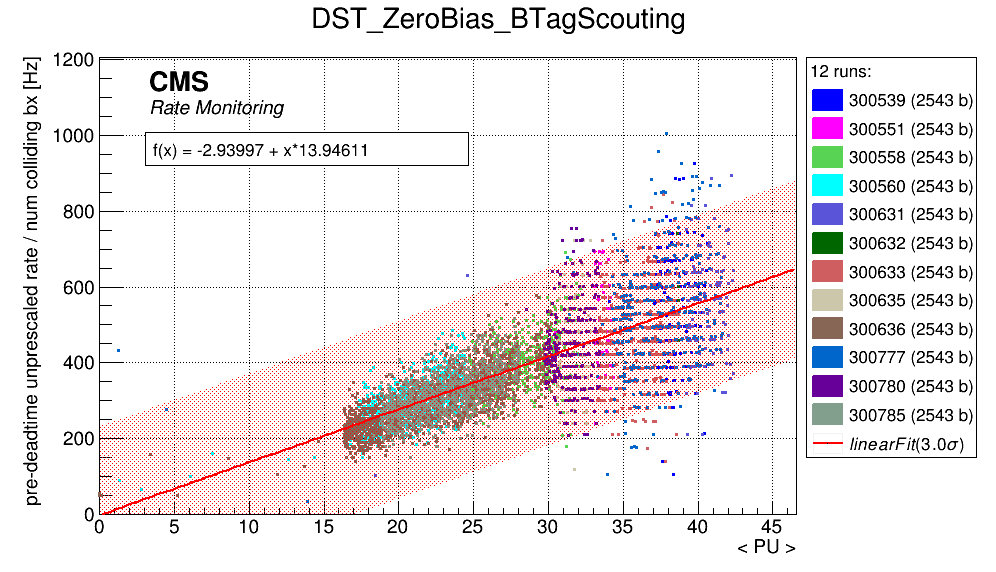 DST_ZeroBias_BTagScouting
pre-deadtime unprescaled rate / num colliding bx [Hz]
1200
1000
800
600
400
200
0
CMS
Rate Monitoring
f(x) = -2.93997 + x*13.94611
0 5 10 15 20 25 30 35 40 45
< PU >
12 runs:
300539 (2543 b)
300551 (2543 b)
300558 (2543 b)
300560 (2543 b)
300631 (2543 b)
300632 (2543 b)
300633 (2543 b)
300635 (2543 b)
300636 (2543 b)
300777 (2543 b)
300780 (2543 b)
300785 (2543 b)
linearFit(3.0σ)